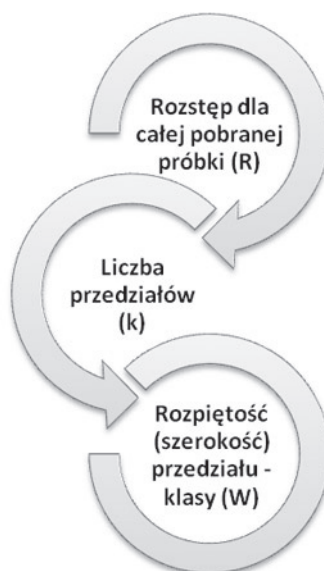 Rozstęp dla
całej pobranej
próbki (R)
Liczba
przedziałów
(k)
Rozpiętość
(szerokość)
przedziału -
klasy (W)